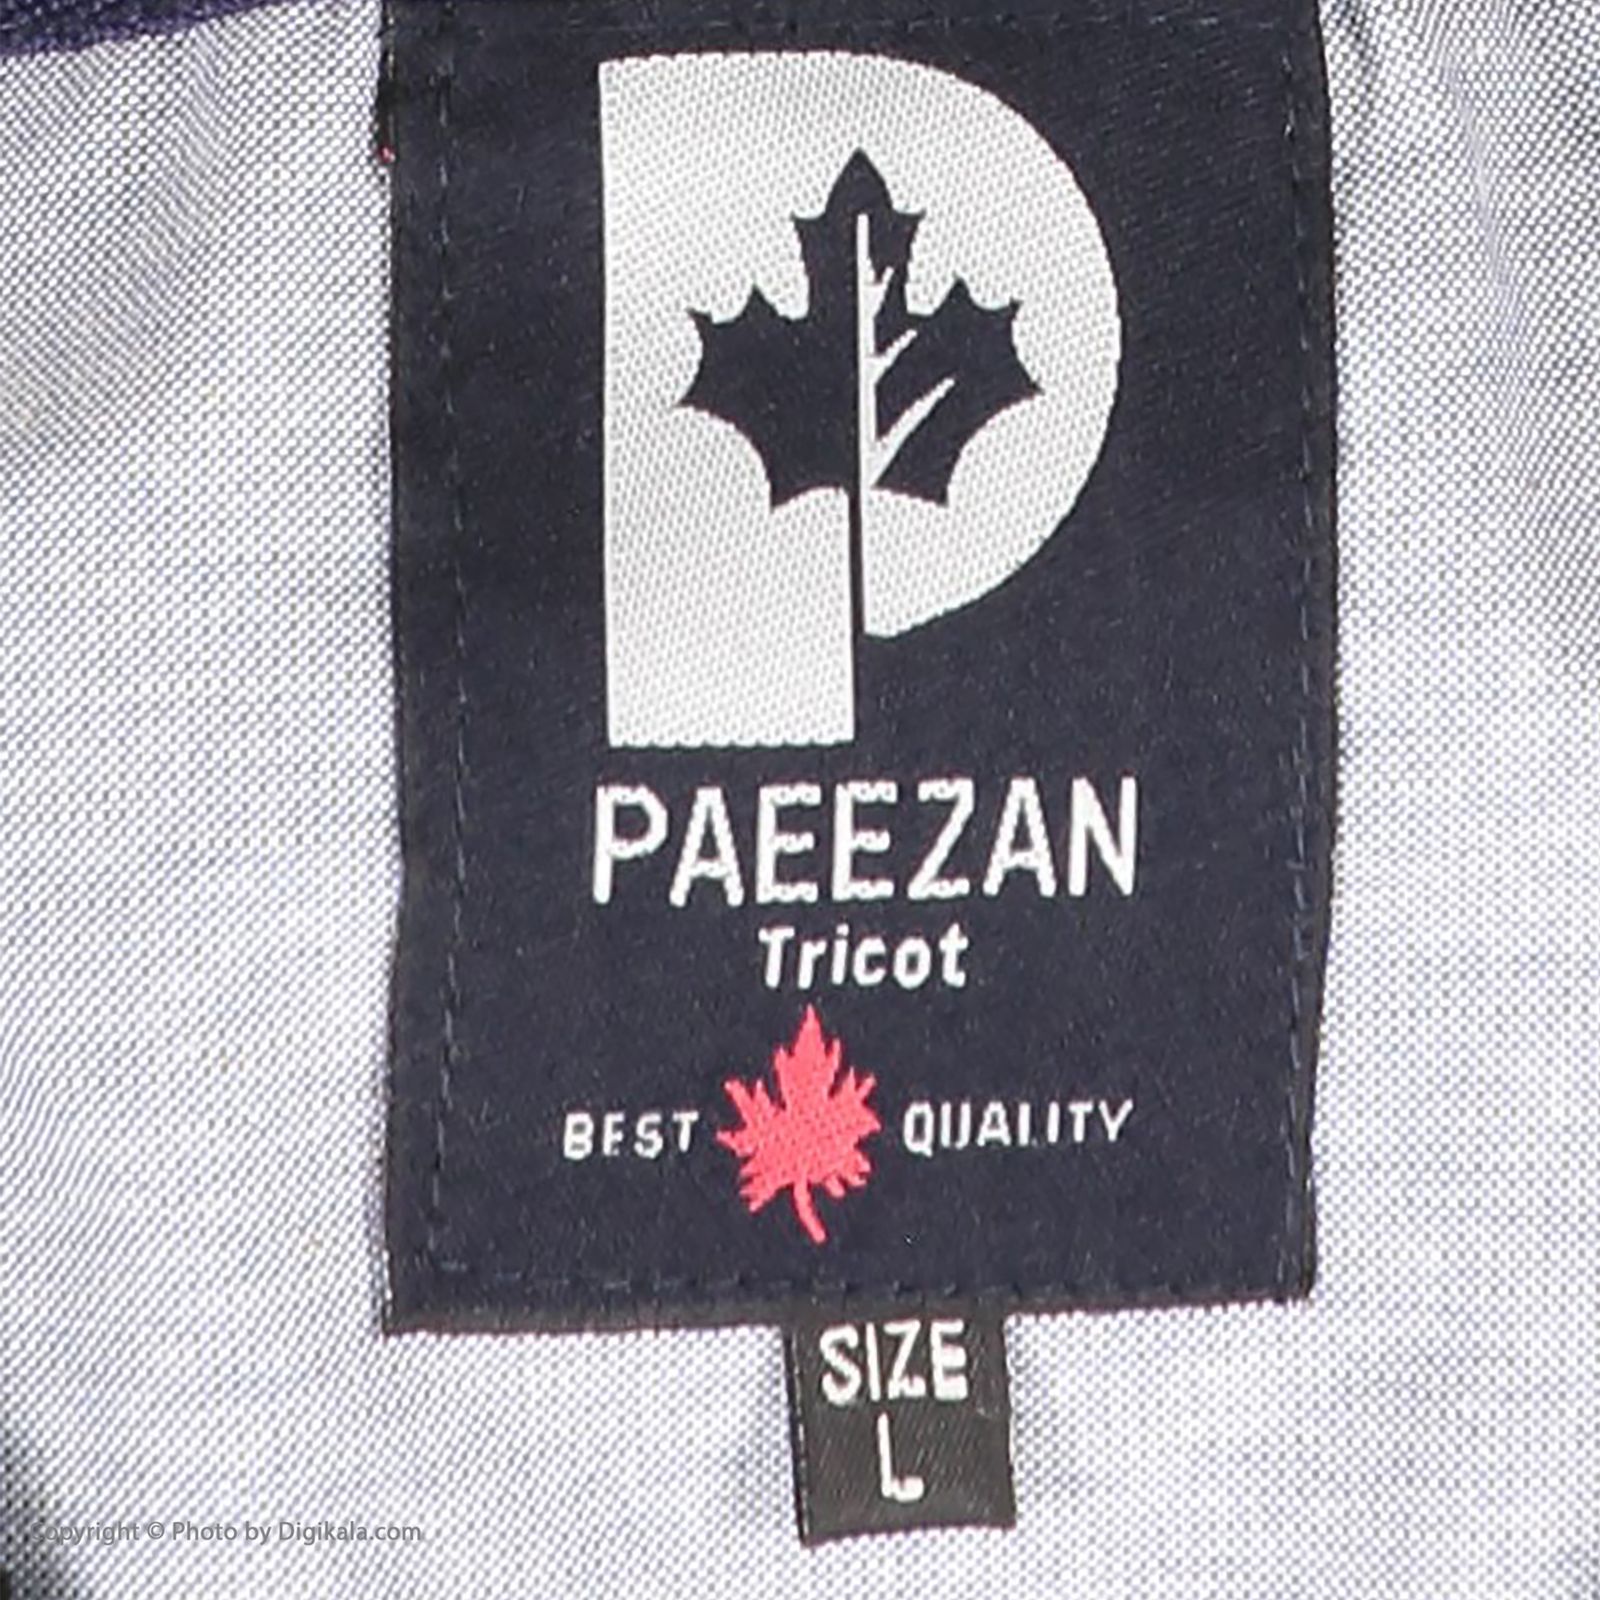 P
PAEEZAN
Tricot
BEST QUALITY
SIZE
L
Copyright © Photo by Digikala.com